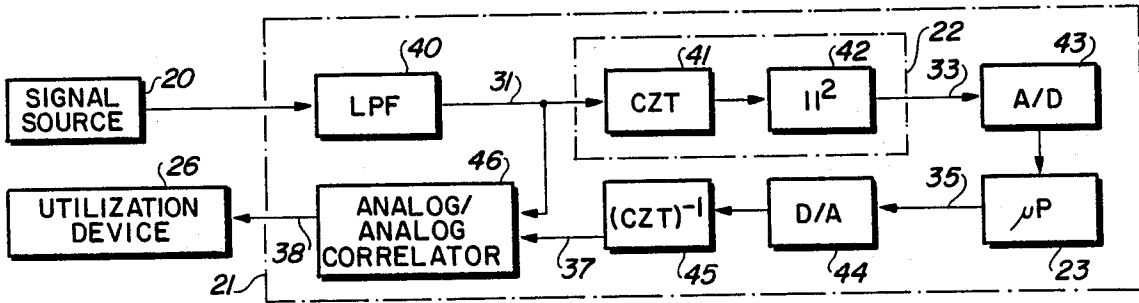 20
SIGNAL
SOURCE
40
LPF
31
41
CZT
42
||²
22
33
43
A/D
26
UTILIZATION
DEVICE
38
46
ANALOG/
ANALOG
CORRELATOR
37
(CZT)⁻¹
45
D/A
44
35
μP
23
21